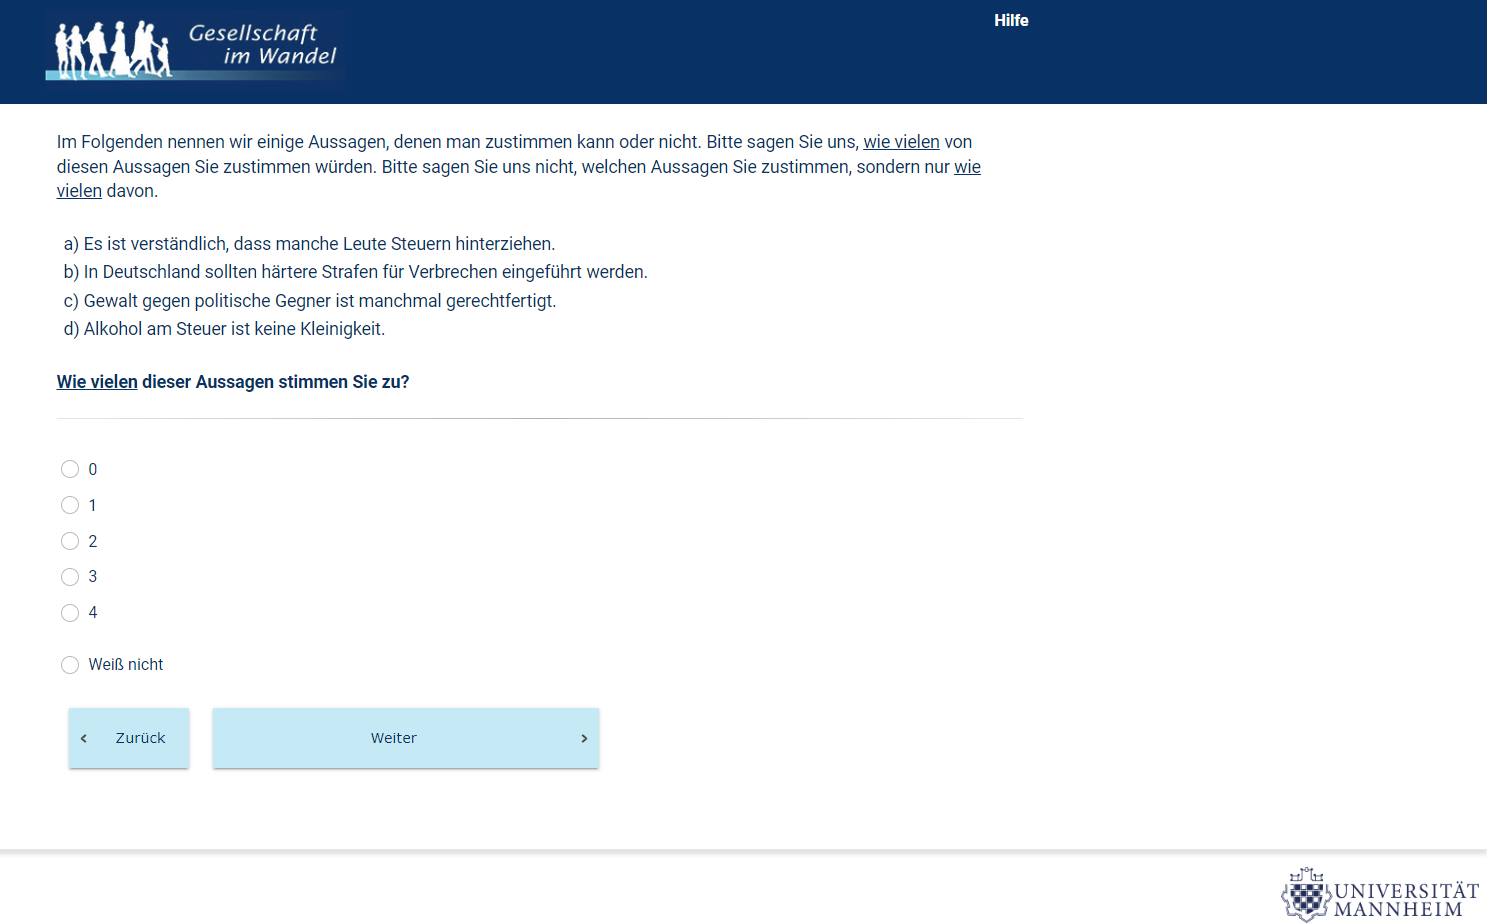 Gesellschaft
im Wandel
Hilfe
Im Folgenden nennen wir einige Aussagen, denen man zustimmen kann oder nicht. Bitte sagen Sie uns, wie vielen von
diesen Aussagen Sie zustimmen würden. Bitte sagen Sie uns nicht, welchen Aussagen Sie zustimmen, sondern nur wie
vielen davon.
a) Es ist verständlich, dass manche Leute Steuern hinterziehen.
b) In Deutschland sollten härtere Strafen für Verbrechen eingeführt werden.
c) Gewalt gegen politische Gegner ist manchmal gerechtfertigt.
d) Alkohol am Steuer ist keine Kleinigkeit.
Wie vielen dieser Aussagen stimmen Sie zu?
0
1
2
3
4
Weiß nicht
‹ Zurück
Weiter ›
UNIVERSITÄT
MANNHEIM